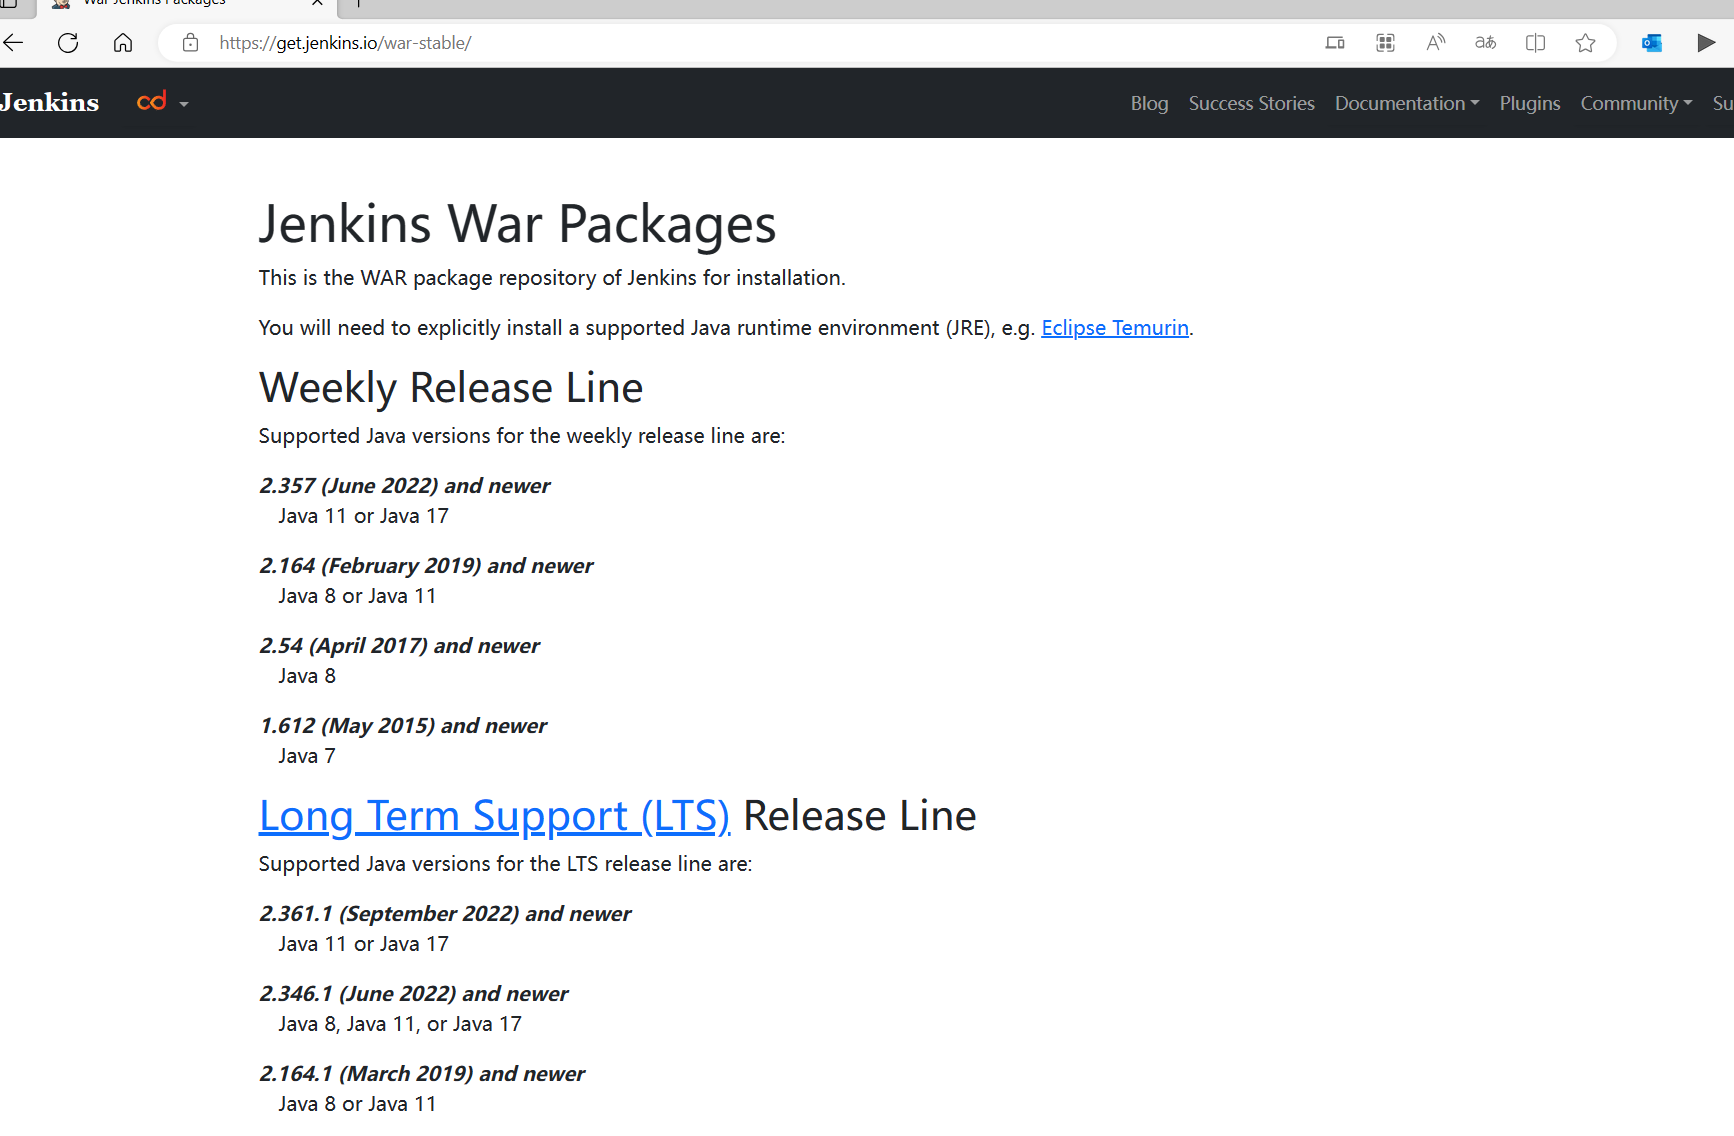 War Jenkins Packages
https://get.jenkins.io/war-stable/
Jenkins
Blog Success Stories Documentation Plugins Community Su
Jenkins War Packages
This is the WAR package repository of Jenkins for installation.
You will need to explicitly install a supported Java runtime environment (JRE), e.g. Eclipse Temurin.
Weekly Release Line
Supported Java versions for the weekly release line are:
2.357 (June 2022) and newer
Java 11 or Java 17
2.164 (February 2019) and newer
Java 8 or Java 11
2.54 (April 2017) and newer
Java 8
1.612 (May 2015) and newer
Java 7
Long Term Support (LTS) Release Line
Supported Java versions for the LTS release line are:
2.361.1 (September 2022) and newer
Java 11 or Java 17
2.346.1 (June 2022) and newer
Java 8, Java 11, or Java 17
2.164.1 (March 2019) and newer
Java 8 or Java 11